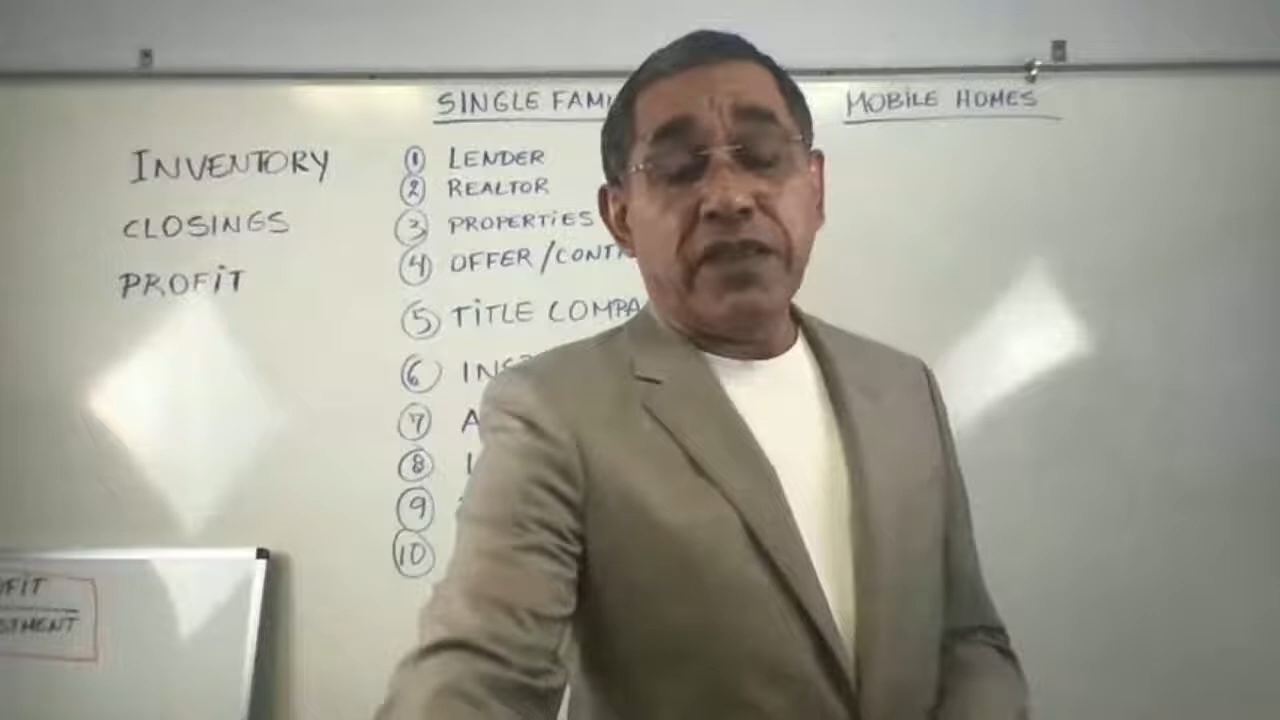 SINGLE FAMI
MOBILE HOMES
INVENTORY
CLOSINGS
PROFiT
1 LENDER
2 REALTOR
3 PROPERTiES
4 OFFER/CONT
5 TiTLE COMPA
6 INS
7 A
8
9
10
OFiT
STMENT